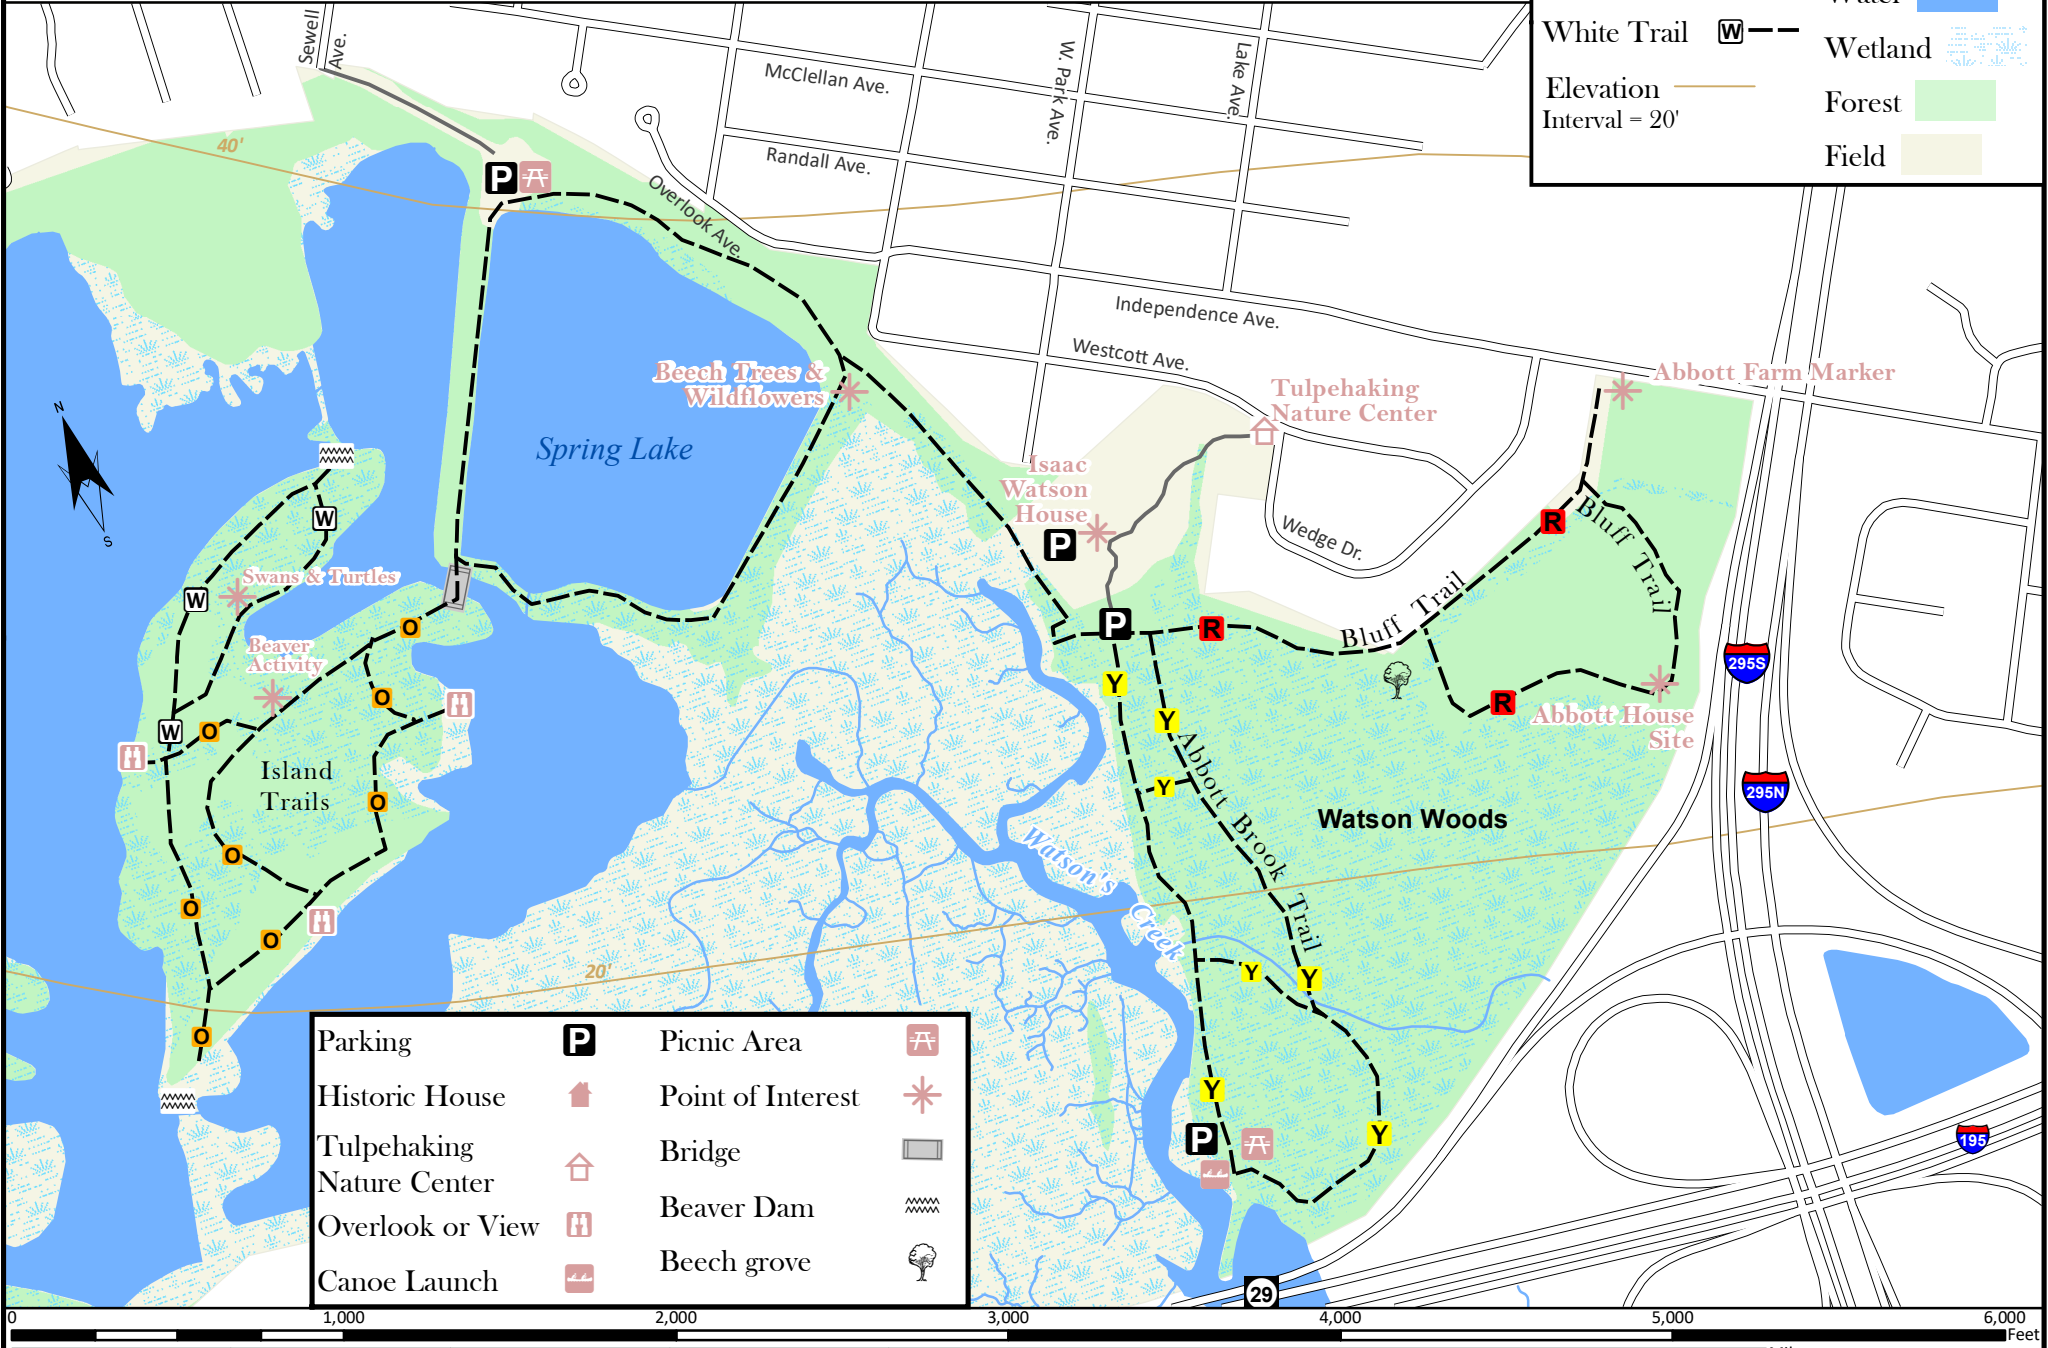 Sewell
Ave.
McClellan Ave.
W. Park Ave.
Lake Ave.
Randall Ave.
Overlook Ave.
Independence Ave.
Westcott Ave.
Wedge Dr.
White Trail W
Elevation
Interval = 20'
Wetland
Forest
Field
40'
P
Beech Trees &
Wildflowers
Spring Lake
Tulpehaking
Nature Center
Abbott Farm Marker
Isaac
Watson
House
P
N
S
W
W
W
Swans & Turtles
Beaver
Activity
Island
Trails
O
O
O
O
O
O
O
O
P
R
R
R
Bluff Trail
Bluff Trail
Abbott House
Site
Y
Y
Y
Y
Y
Y
Y
Abbott Brook Trail
Watson Woods
Watson's
Creek
295S
295N
195
29
20'
P
Parking P
Historic House
Tulpehaking
Nature Center
Overlook or View
Canoe Launch
Picnic Area
Point of Interest
Bridge
Beaver Dam
Beech grove
0 1,000 2,000 3,000 4,000 5,000 6,000
Feet